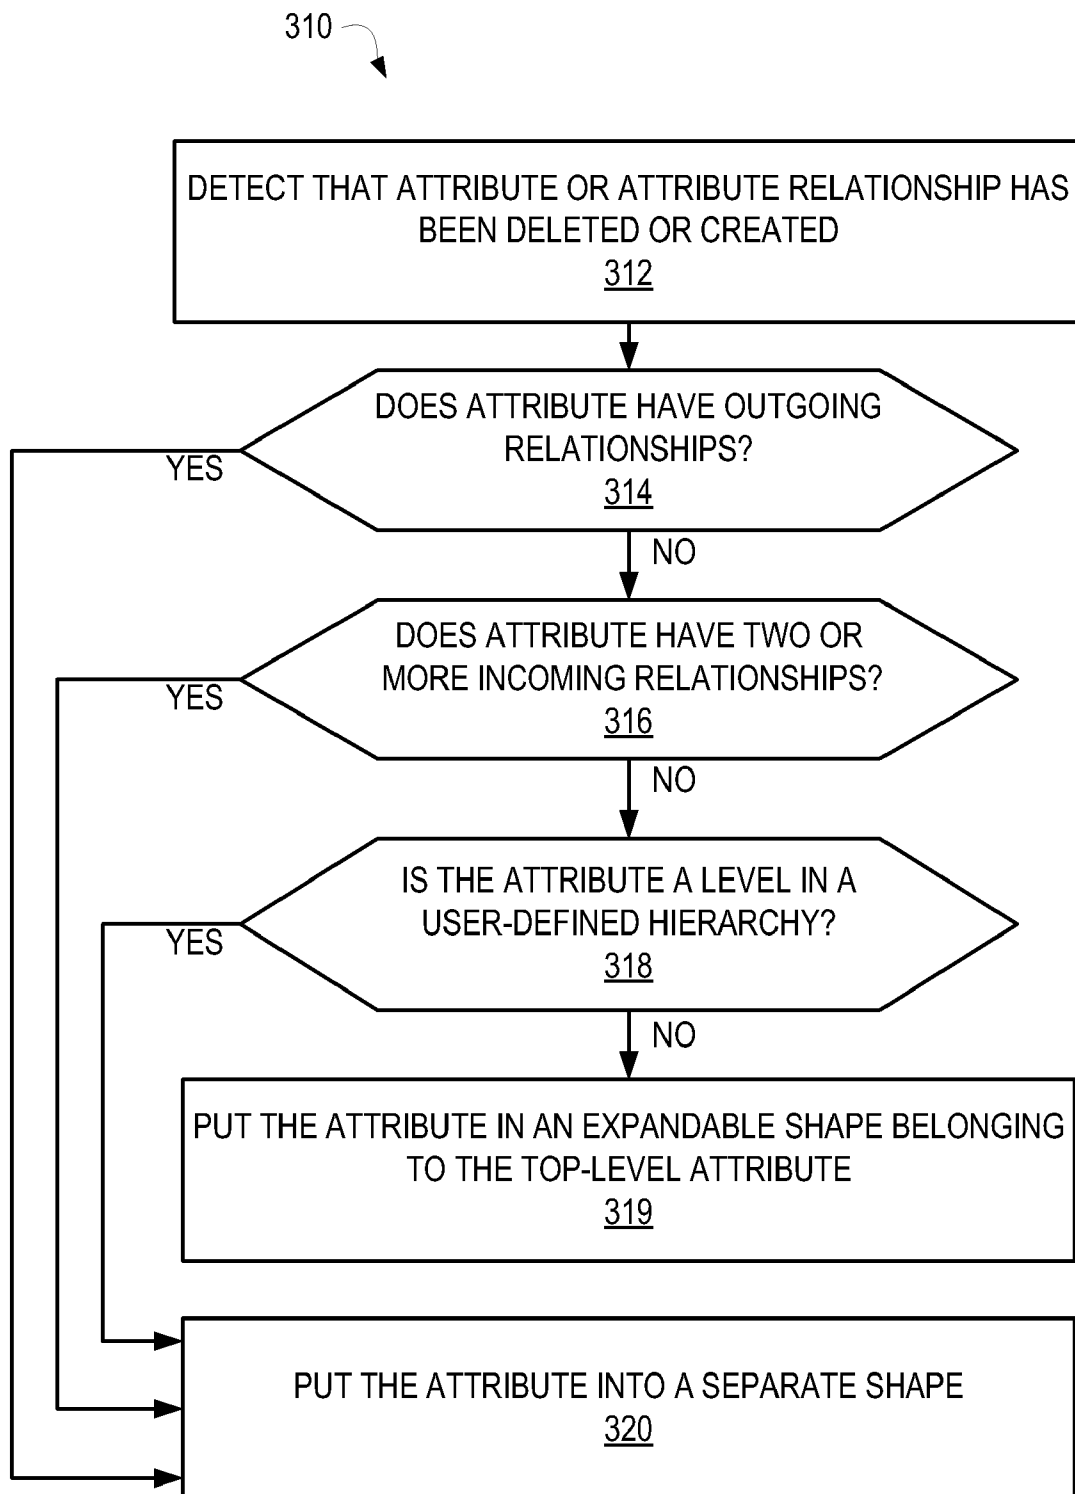 310
DETECT THAT ATTRIBUTE OR ATTRIBUTE RELATIONSHIP HAS
BEEN DELETED OR CREATED
312
DOES ATTRIBUTE HAVE OUTGOING
RELATIONSHIPS?
314
YES
NO
DOES ATTRIBUTE HAVE TWO OR
MORE INCOMING RELATIONSHIPS?
316
YES
NO
IS THE ATTRIBUTE A LEVEL IN A
USER-DEFINED HIERARCHY?
318
YES
NO
PUT THE ATTRIBUTE IN AN EXPANDABLE SHAPE BELONGING
TO THE TOP-LEVEL ATTRIBUTE
319
PUT THE ATTRIBUTE INTO A SEPARATE SHAPE
320